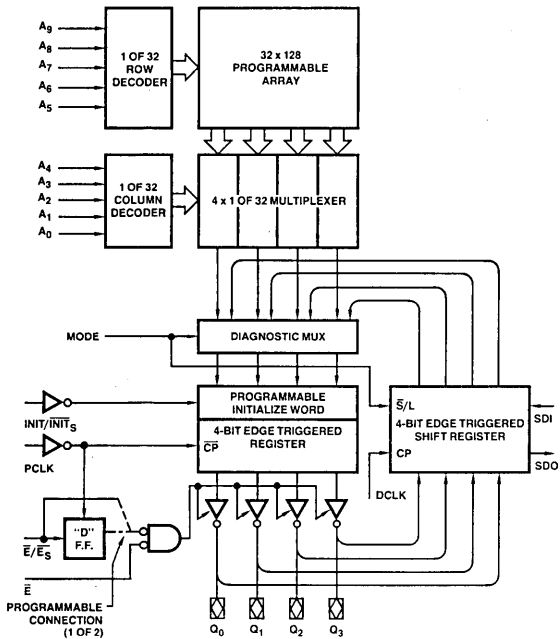 A9
A8
A7
A6
A5
1 OF 32
ROW
DECODER
32 x 128
PROGRAMMABLE
ARRAY
A4
A3
A2
A1
A0
1 OF 32
COLUMN
DECODER
4 x 1 OF 32 MULTIPLEXER
MODE
DIAGNOSTIC MUX
INIT/I̅N̅I̅T̅S
PROGRAMMABLE
INITIALIZE WORD
4-BIT EDGE TRIGGERED
REGISTER
C̅P̅
PCLK
S̅/L
4-BIT EDGE TRIGGERED
SHIFT REGISTER
CP
SDI
SDO
DCLK
E̅/E̅S
"D"
F.F.
E̅
PROGRAMMABLE
CONNECTION
(1 OF 2)
Q0
Q1
Q2
Q3